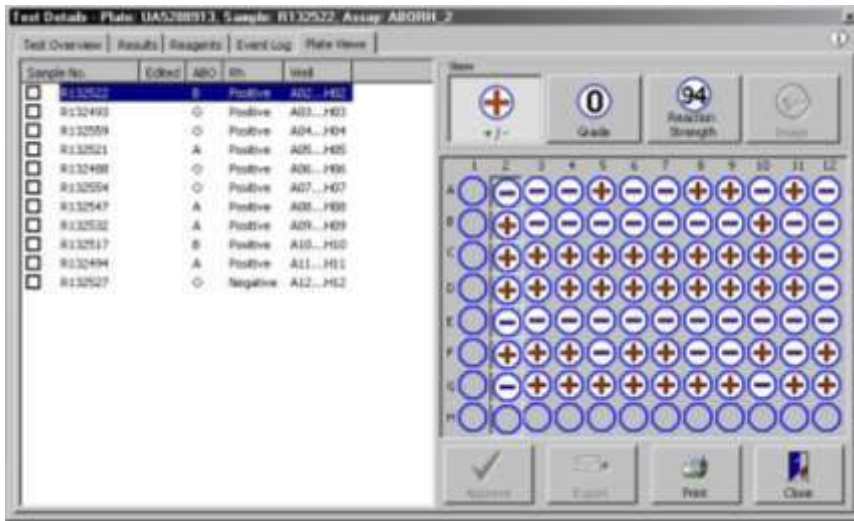 Test Details - Plate: UA5288913, Sample: R132522, Assay: ABORH_2
Test Overview Results Reagents Event Log Plate Views
Sample No. Edited ABO Rh Well
R132522 B Positive A02...H02
R132493 O Positive A03...H03
R132559 O Positive A04...H04
R132521 A Positive A05...H05
R132488 O Positive A06...H06
R132554 O Positive A07...H07
R132547 A Positive A08...H08
R132532 A Positive A09...H09
R132517 B Positive A10...H10
R132494 A Positive A11...H11
R132527 O Negative A12...H12
View
+ / -
0
Grade
94
Reaction
Strength
Image
1 2 3 4 5 6 7 8 9 10 11 12
A - - - + - - + + - + -
B + - - - - - - - + - -
C + + + + + + + + + + -
D + + + + + + + + + + -
E - - - - - - - - - - -
F + + + - + + - - + - +
G - + + + + + + + - + +
H
Approve Export Print Close